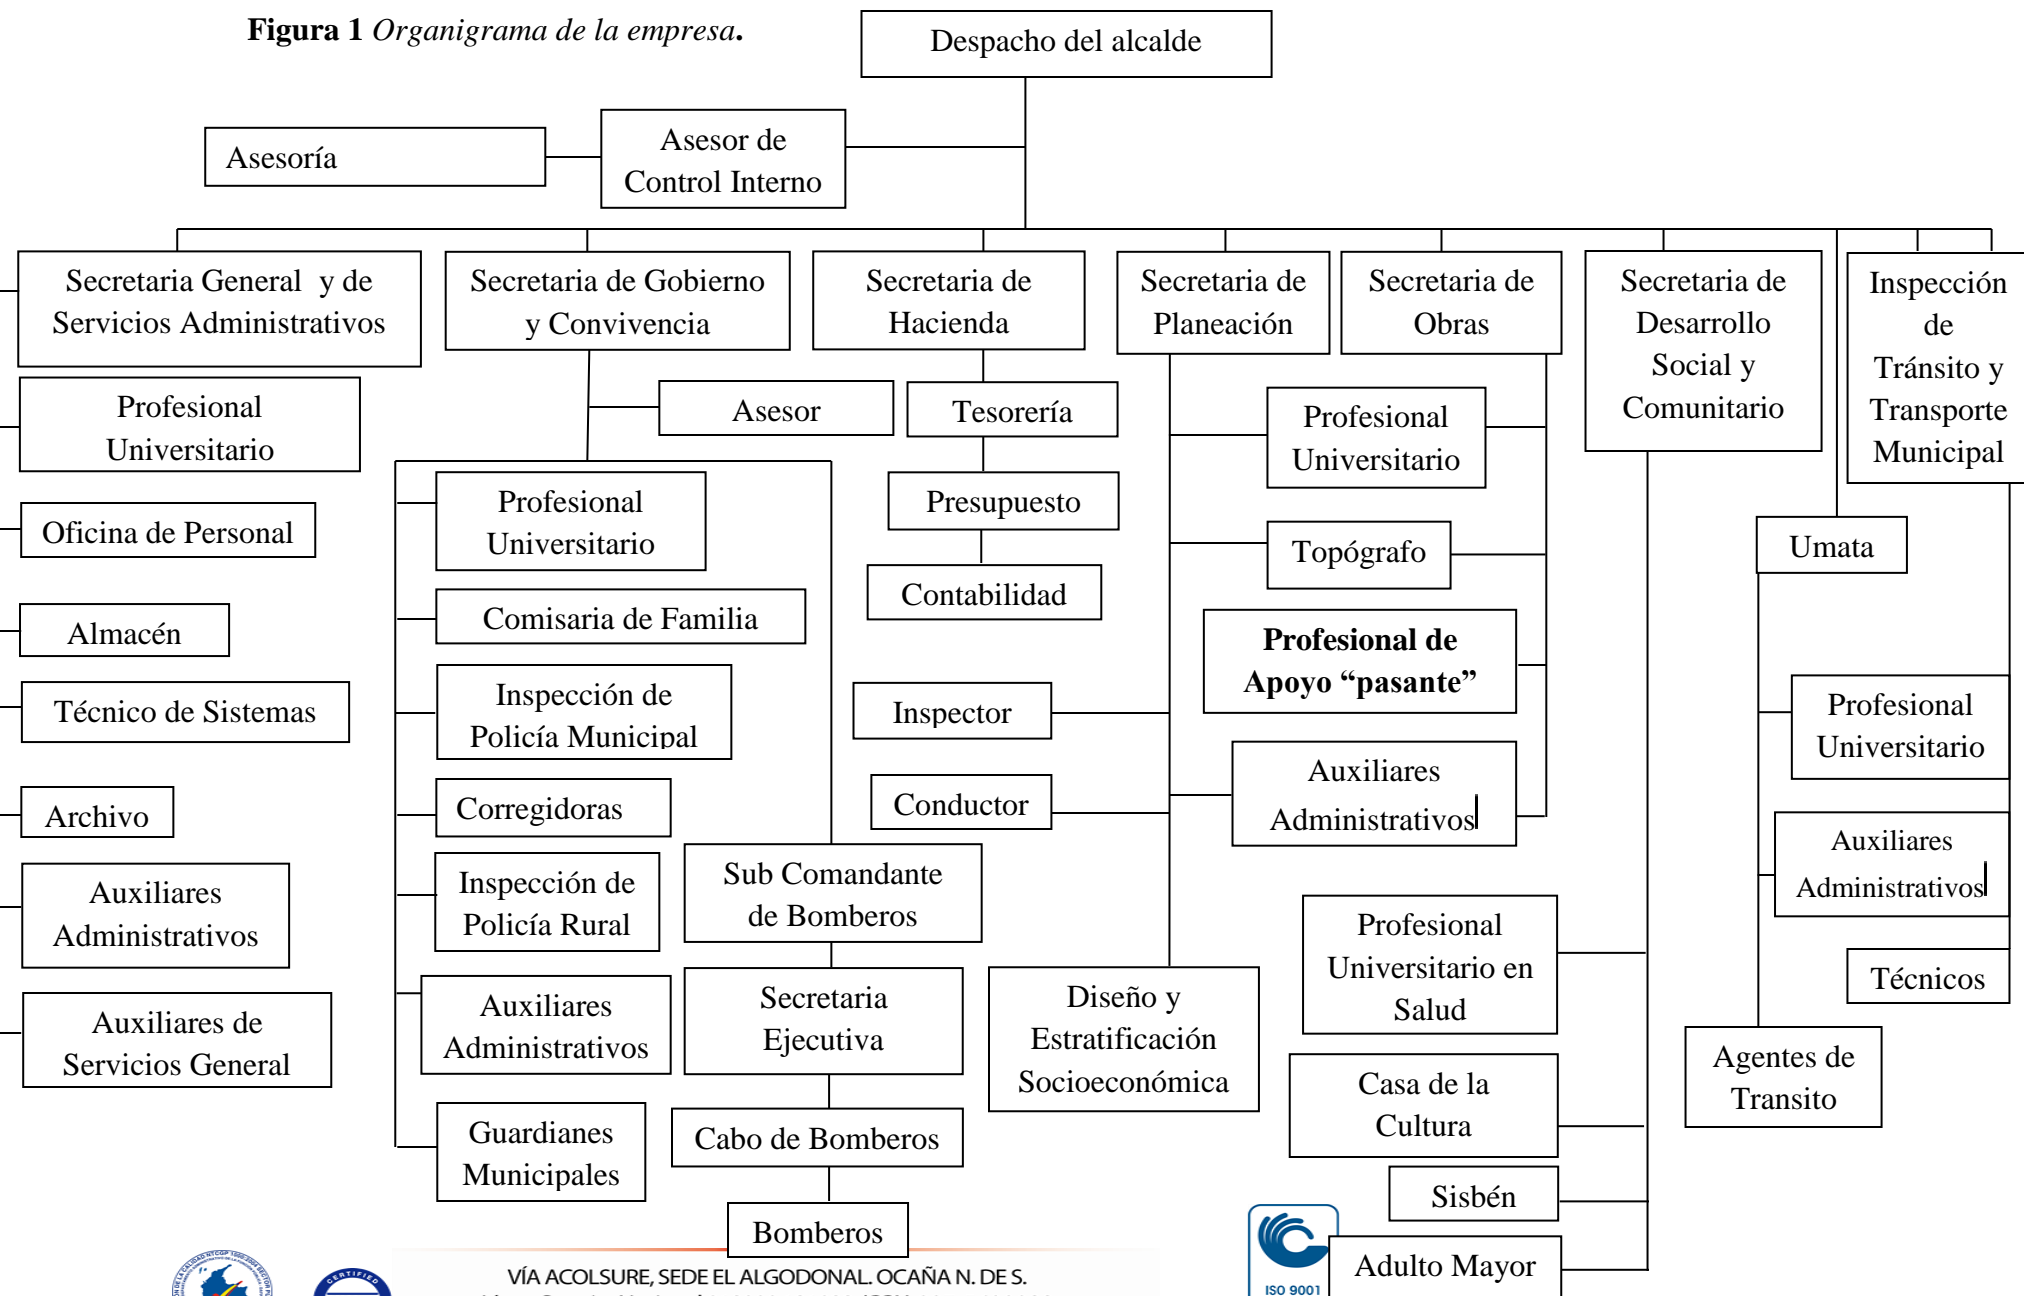 Figura 1 Organigrama de la empresa.
Despacho del alcalde
Asesoría
Asesor de
Control Interno
Secretaria General y de
Servicios Administrativos
Secretaria de Gobierno
y Convivencia
Secretaria de
Hacienda
Secretaria de
Planeación
Secretaria de
Obras
Secretaria de
Desarrollo
Social y
Comunitario
Inspección
de
Tránsito y
Transporte
Municipal
Profesional
Universitario
Oficina de Personal
Almacén
Técnico de Sistemas
Archivo
Auxiliares
Administrativos
Auxiliares de
Servicios General
Asesor
Profesional
Universitario
Comisaria de Familia
Inspección de
Policía Municipal
Corregidoras
Inspección de
Policía Rural
Auxiliares
Administrativos
Guardianes
Municipales
Sub Comandante
de Bomberos
Secretaria
Ejecutiva
Cabo de Bomberos
Bomberos
Tesorería
Presupuesto
Contabilidad
Profesional
Universitario
Topógrafo
Profesional de
Apoyo “pasante”
Inspector
Conductor
Auxiliares
Administrativos
Diseño y
Estratificación
Socioeconómica
Profesional
Universitario en
Salud
Casa de la
Cultura
Sisbén
Adulto Mayor
Umata
Profesional
Universitario
Auxiliares
Administrativos
Técnicos
Agentes de
Transito
VÍA ACOLSURE, SEDE EL ALGODONAL. OCAÑA N. DE S.
CERTIFIED
ISO 9001